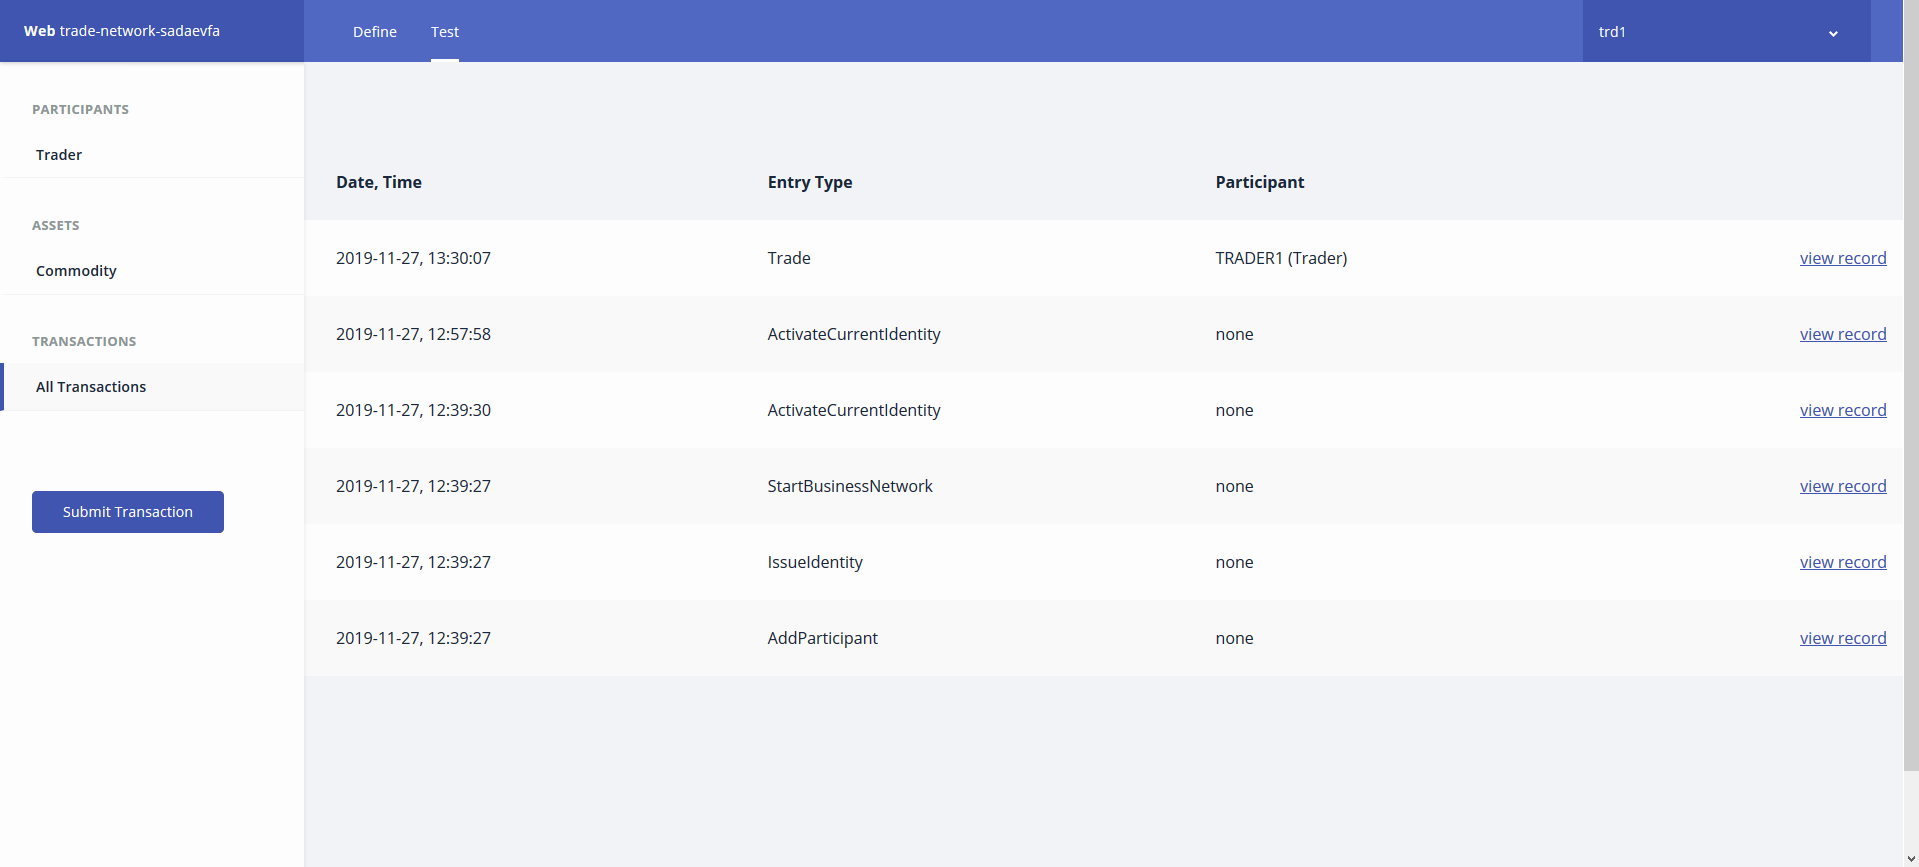 Web trade-network-sadaevfa
Define
Test
trd1
PARTICIPANTS
Trader
ASSETS
Commodity
TRANSACTIONS
All Transactions
Submit Transaction
Date, Time Entry Type Participant
2019-11-27, 13:30:07 Trade TRADER1 (Trader) view record
2019-11-27, 12:57:58 ActivateCurrentIdentity none view record
2019-11-27, 12:39:30 ActivateCurrentIdentity none view record
2019-11-27, 12:39:27 StartBusinessNetwork none view record
2019-11-27, 12:39:27 IssueIdentity none view record
2019-11-27, 12:39:27 AddParticipant none view record